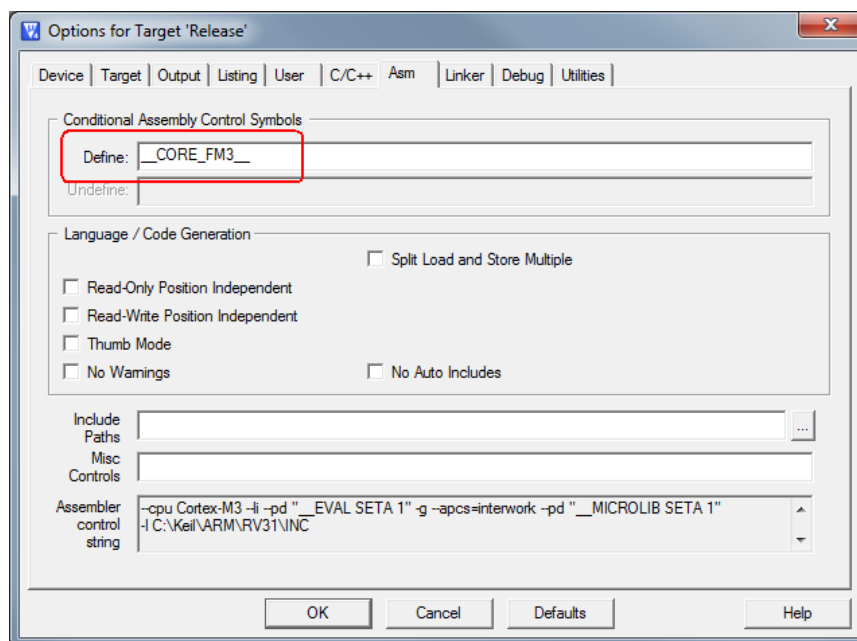 Options for Target 'Release'
Device Target Output Listing User C/C++ Asm Linker Debug Utilities
Conditional Assembly Control Symbols
Define: __CORE_FM3__
Undefine:
Language / Code Generation
Split Load and Store Multiple
Read-Only Position Independent
Read-Write Position Independent
Thumb Mode
No Warnings No Auto Includes
Include
Paths
...
Misc
Controls
Assembler
control
string
--cpu Cortex-M3 --li --pd "__EVAL SETA 1" -g --apcs=interwork --pd "__MICROLIB SETA 1"
-I C:\Keil\ARM\RV31\INC
OK Cancel Defaults Help